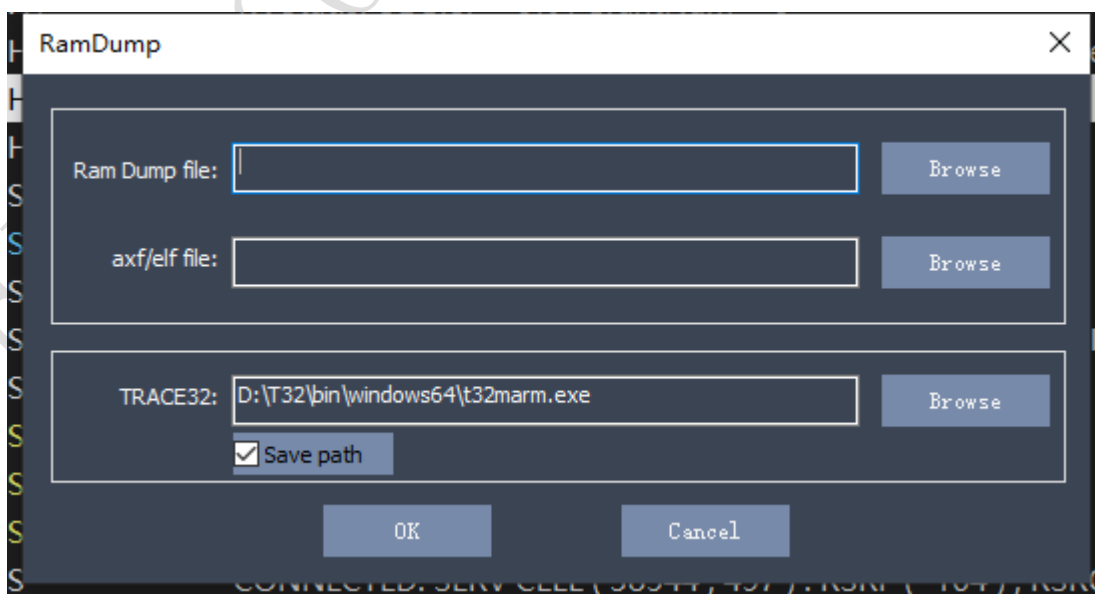 RamDump
Ram Dump file:
Browse
axf/elf file:
Browse
TRACE32:
D:\T32\bin\windows64\t32marm.exe
Browse
Save path
OK
Cancel